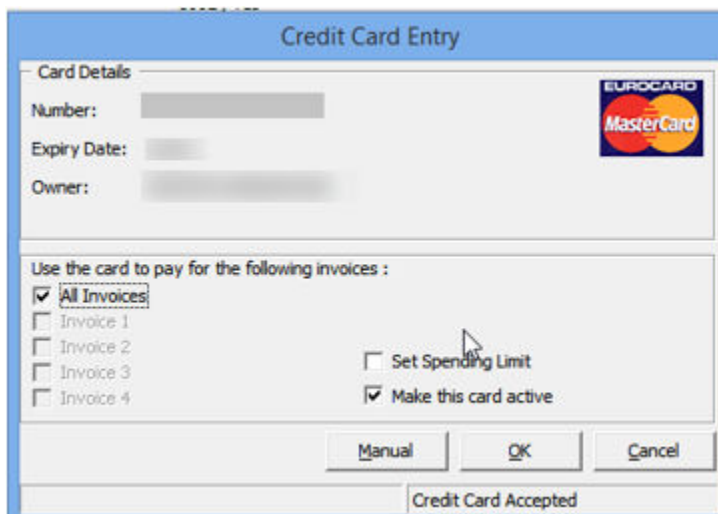 Credit Card Entry
Card Details
EUROCARD
MasterCard
Number:
Expiry Date:
Owner:
Use the card to pay for the following invoices :
All Invoices
Invoice 1
Invoice 2
Invoice 3
Invoice 4
Set Spending Limit
Make this card active
Manual OK Cancel
Credit Card Accepted